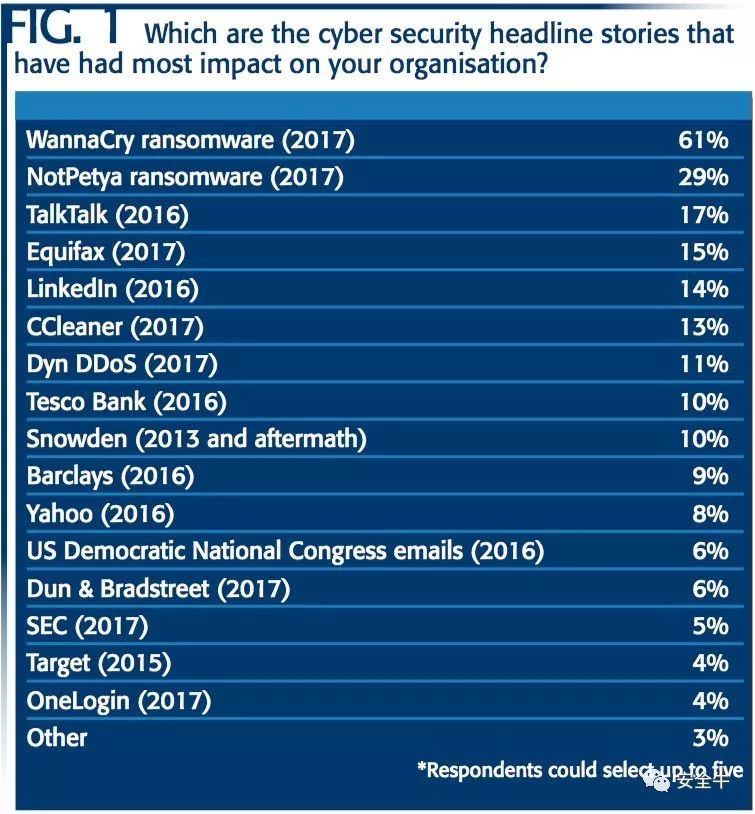 FIG. 1 Which are the cyber security headline stories that
have had most impact on your organisation?
WannaCry ransomware (2017) 61%
NotPetya ransomware (2017) 29%
TalkTalk (2016) 17%
Equifax (2017) 15%
LinkedIn (2016) 14%
CCleaner (2017) 13%
Dyn DDoS (2017) 11%
Tesco Bank (2016) 10%
Snowden (2013 and aftermath) 10%
Barclays (2016) 9%
Yahoo (2016) 8%
US Democratic National Congress emails (2016) 6%
Dun & Bradstreet (2017) 6%
SEC (2017) 5%
Target (2015) 4%
OneLogin (2017) 4%
Other 3%
*Respondents could select up to five
安全牛